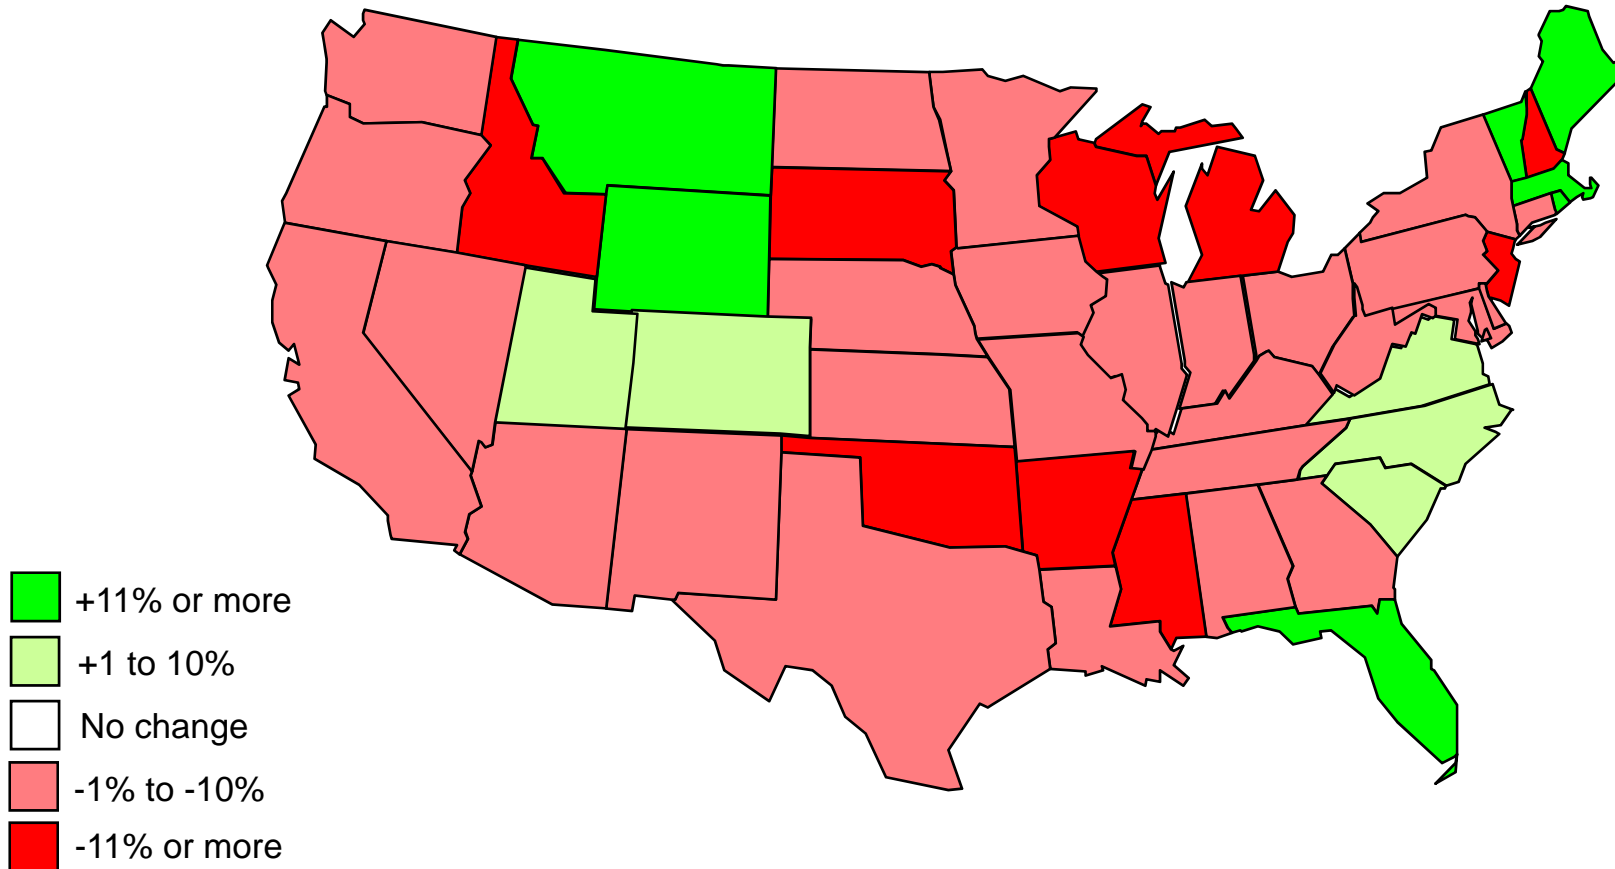 +11% or more
+1 to 10%
No change
-1% to -10%
-11% or more